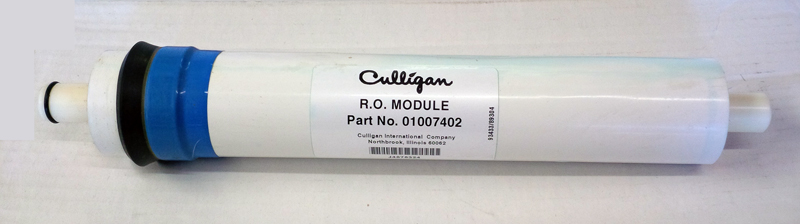 Culligan
R.O. MODULE
Part No. 01007402
Culligan International Company
Northbrook, Illinois 60062